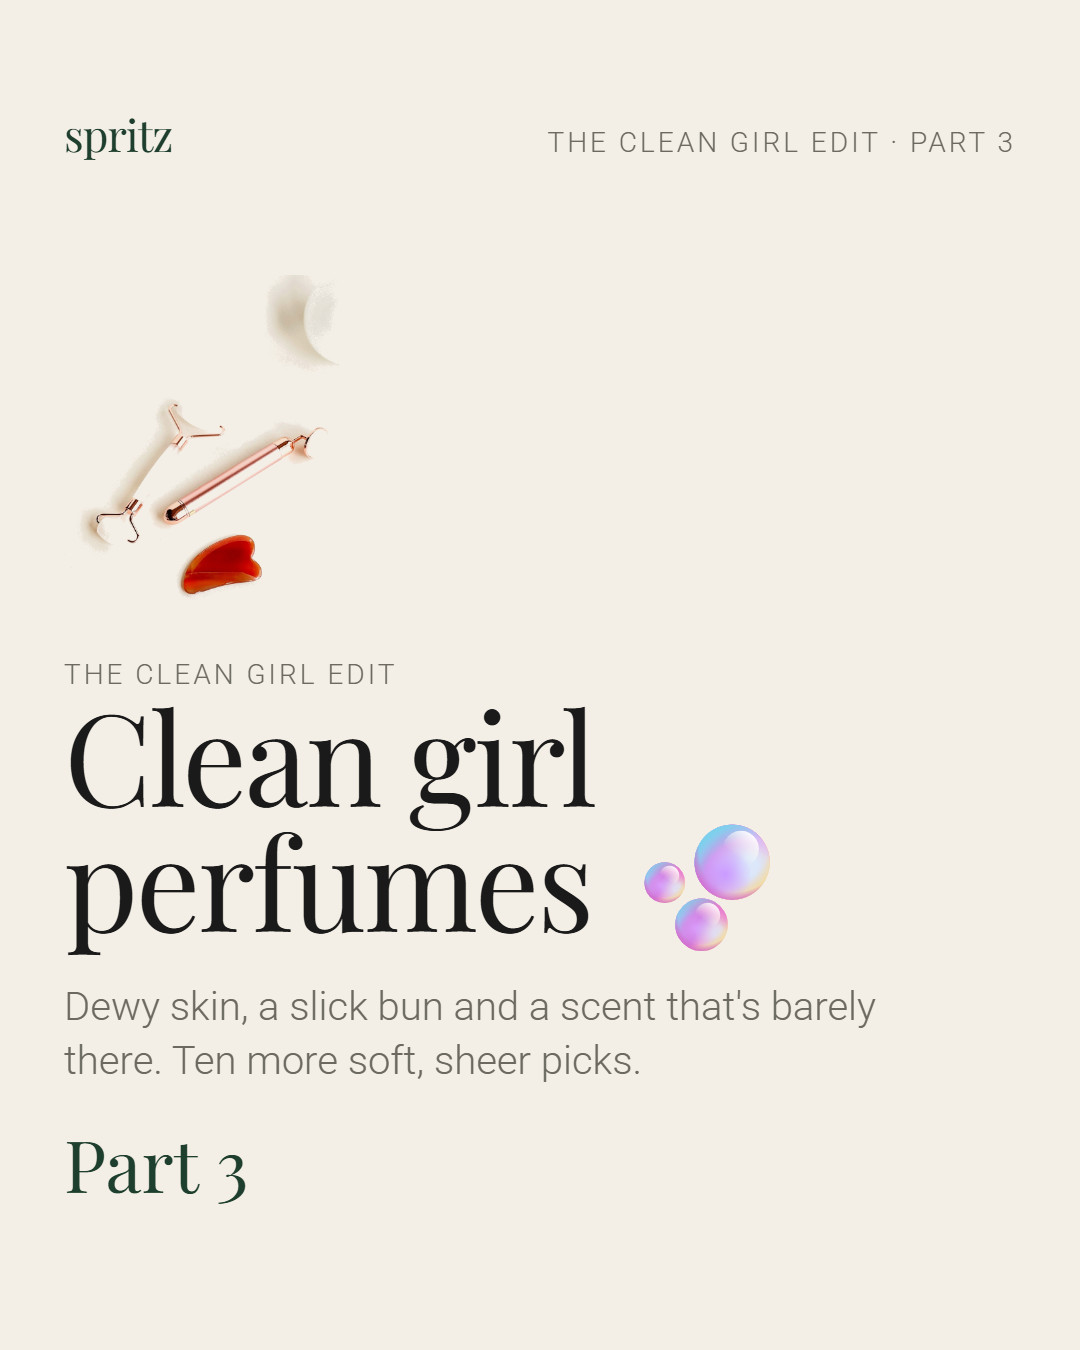 spritz
THE CLEAN GIRL EDIT · PART 3
THE CLEAN GIRL EDIT
Clean girl
perfumes
Dewy skin, a slick bun and a scent that's barely
there. Ten more soft, sheer picks.
Part 3